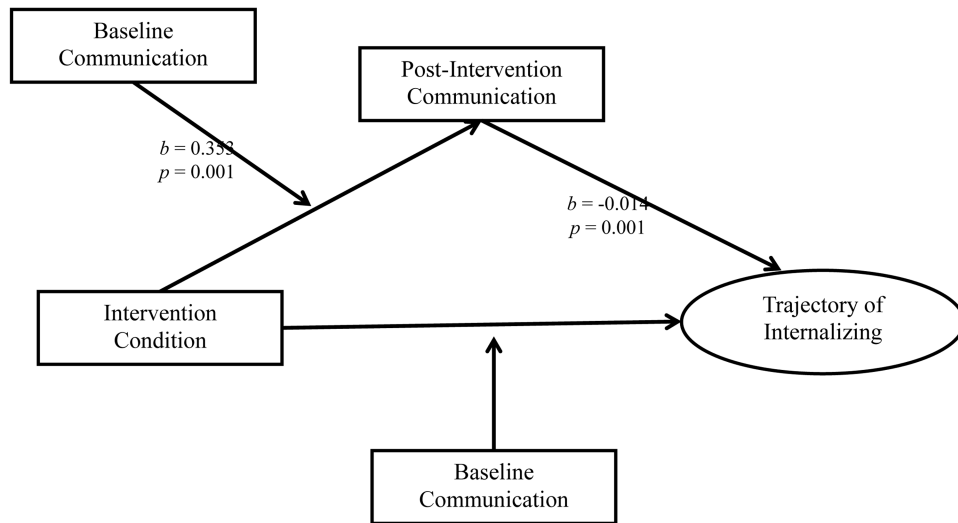 Baseline
Communication
Post-Intervention
Communication
b = 0.353
p = 0.001
b = -0.014
p = 0.001
Intervention
Condition
Trajectory of
Internalizing
Baseline
Communication